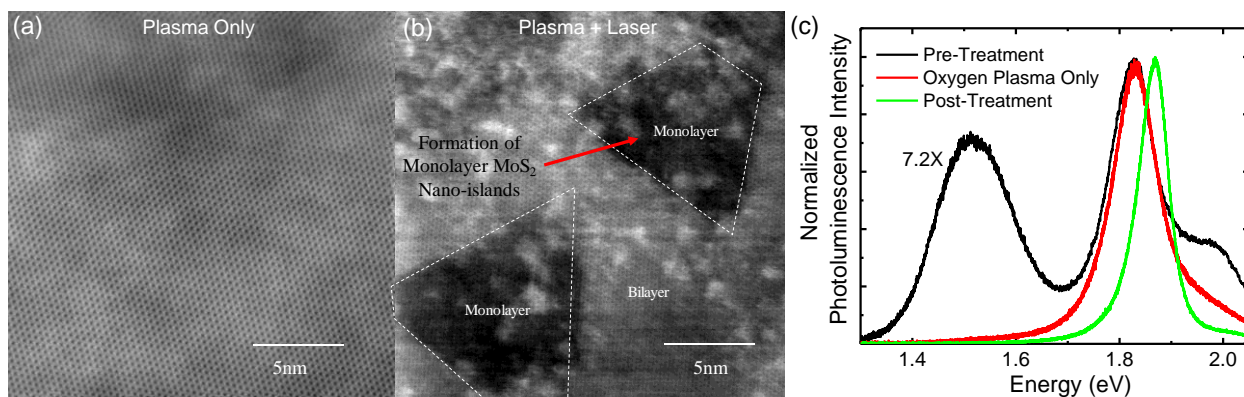 (a)
Plasma Only
5nm
(b)
Plasma + Laser
Monolayer
Formation of
Monolayer MoS₂
Nano-islands
Monolayer
Bilayer
5nm
(c)
Pre-Treatment
Oxygen Plasma Only
Post-Treatment
7.2X
Normalized
Photoluminescence Intensity
1.4 1.6 1.8 2.0
Energy (eV)